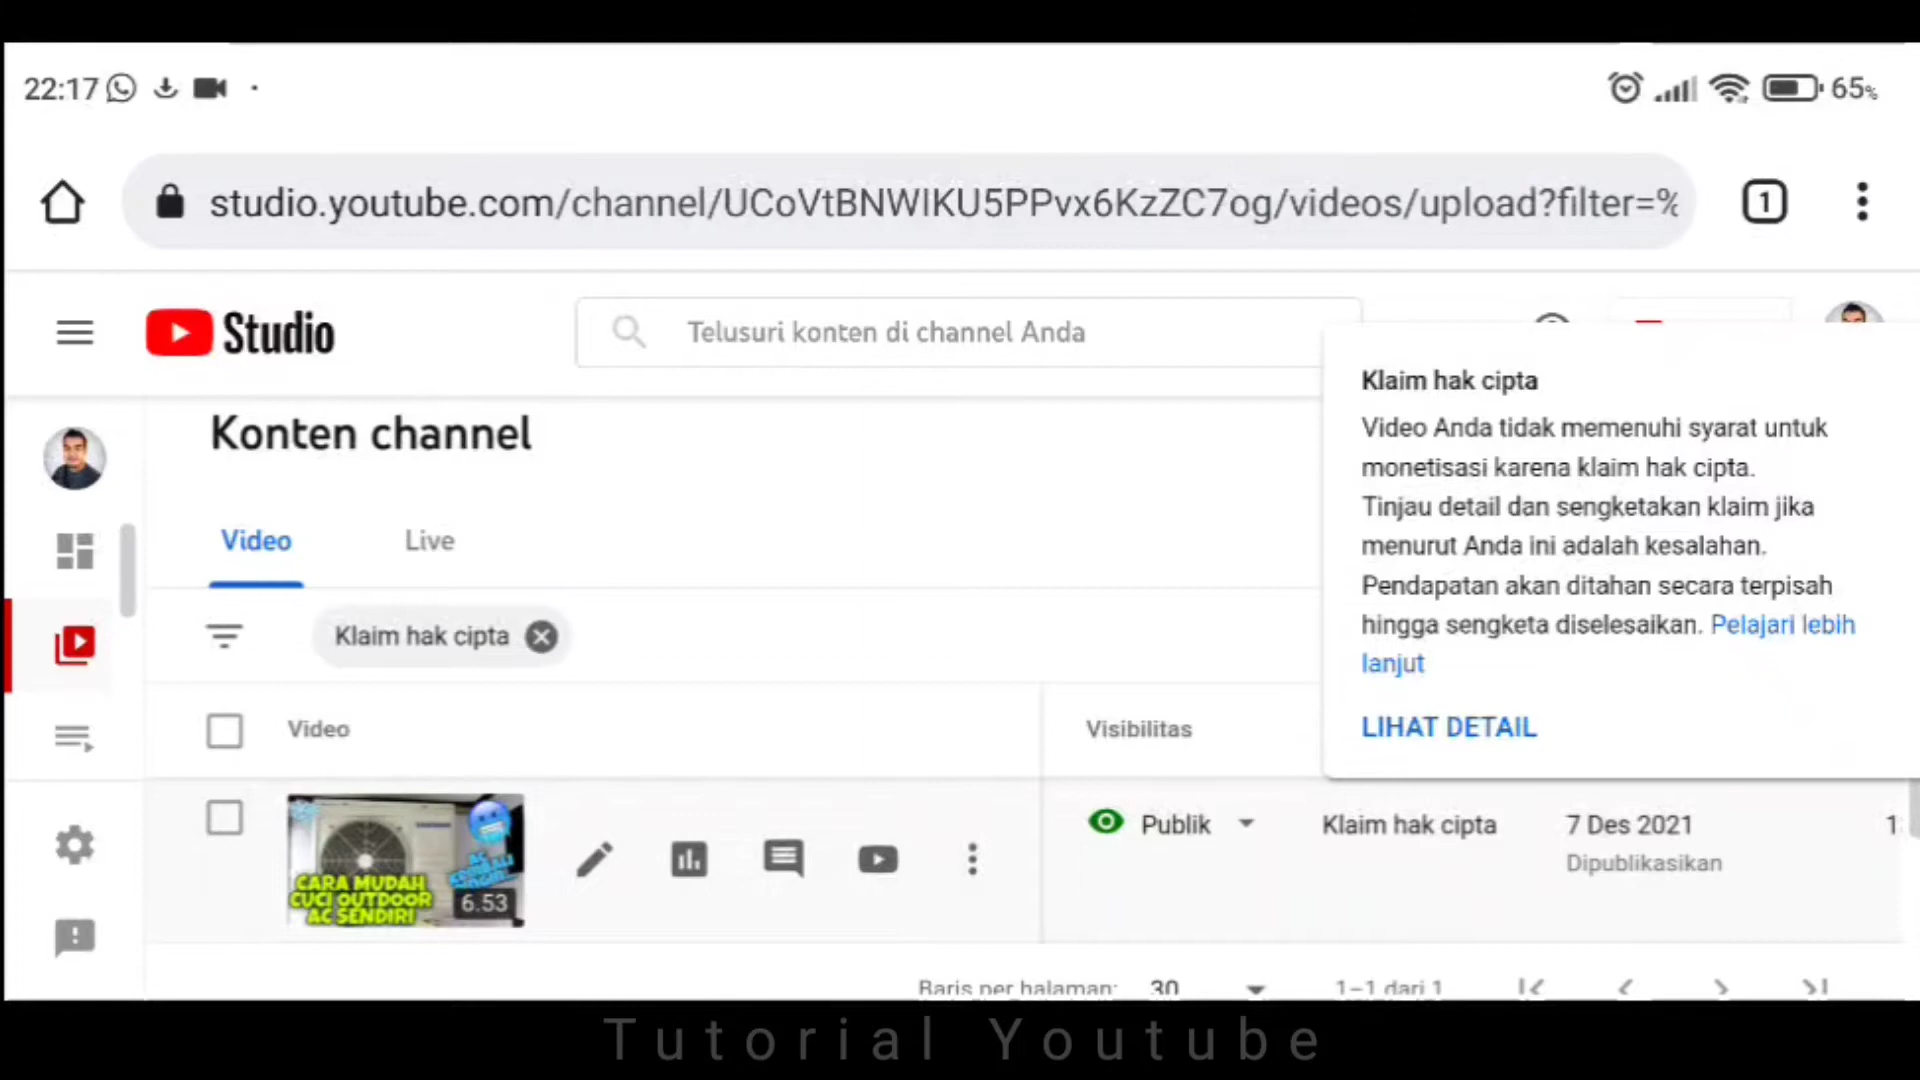 22:17
65%
studio.youtube.com/channel/UCoVtBNWIKU5PPvx6KzZC7og/videos/upload?filter=%
1
Studio
Telusuri konten di channel Anda
Konten channel
Klaim hak cipta
Video Anda tidak memenuhi syarat untuk
monetisasi karena klaim hak cipta.
Tinjau detail dan sengketakan klaim jika
menurut Anda ini adalah kesalahan.
Pendapatan akan ditahan secara terpisah
hingga sengketa diselesaikan. Pelajari lebih
lanjut
LIHAT DETAIL
Video Live
Klaim hak cipta
Video Visibilitas
CARA MUDAH
CUCI OUTDOOR
AC SENDIRI
AC
KEMBALI
6.53
Publik Klaim hak cipta 7 Des 2021
Dipublikasikan
Baris per halaman: 30 1–1 dari 1
Tutorial Youtube